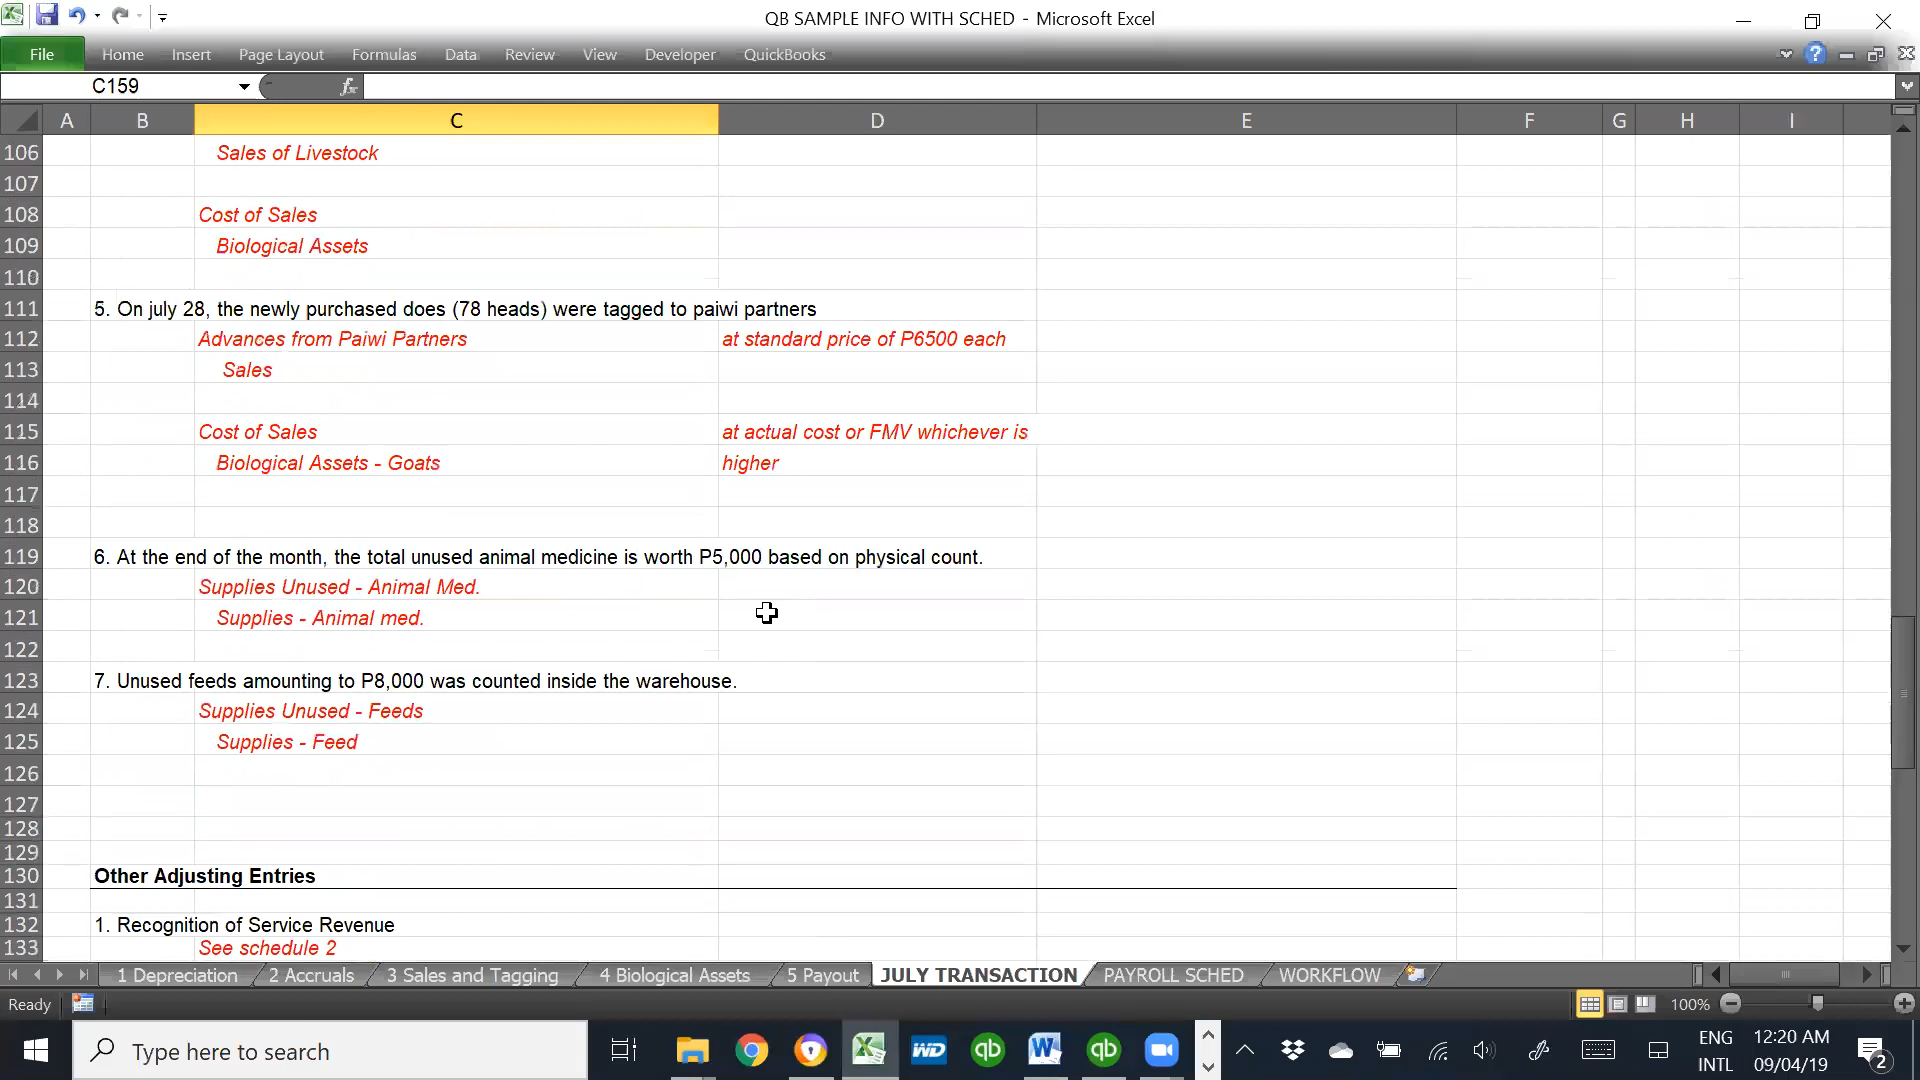 QB SAMPLE INFO WITH SCHED - Microsoft Excel
File Home Insert Page Layout Formulas Data Review View Developer QuickBooks
C159 fx
A B C D E F G H I
106 Sales of Livestock
107
108 Cost of Sales
109 Biological Assets
110
111 5. On july 28, the newly purchased does (78 heads) were tagged to paiwi partners
112 Advances from Paiwi Partners at standard price of P6500 each
113 Sales
114
115 Cost of Sales at actual cost or FMV whichever is
116 Biological Assets - Goats higher
117
118
119 6. At the end of the month, the total unused animal medicine is worth P5,000 based on physical count.
120 Supplies Unused - Animal Med.
121 Supplies - Animal med.
122
123 7. Unused feeds amounting to P8,000 was counted inside the warehouse.
124 Supplies Unused - Feeds
125 Supplies - Feed
126
127
128
129
130 Other Adjusting Entries
131
132 1. Recognition of Service Revenue
133 See schedule 2
1 Depreciation 2 Accruals 3 Sales and Tagging 4 Biological Assets 5 Payout JULY TRANSACTION PAYROLL SCHED WORKFLOW
Ready 100%
Type here to search WD qb W qb ENG 12:20 AM
INTL 09/04/19 2